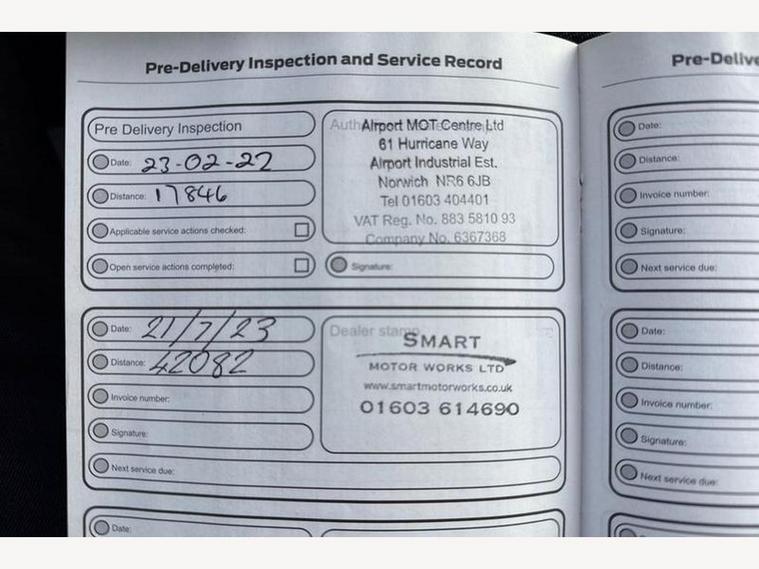 Pre-Delivery Inspection and Service Record
Pre Delivery Inspection
Date: 23-02-22
Distance: 17846
Applicable service actions checked:
Open service actions completed:
Airport MOT Centre Ltd
61 Hurricane Way
Airport Industrial Est.
Norwich NR6 6JB
Tel 01603 404401
VAT Reg. No. 883 5810 93
Company No. 6367368
Signature:
Date: 21/7/23
Distance: 42082
Invoice number:
Signature:
Next service due:
Dealer stamp
SMART
MOTOR WORKS LTD
www.smartmotorworks.co.uk
01603 614690
Date:
Pre-Delive
Date:
Distance:
Invoice number:
Signature:
Next service due:
Date:
Distance:
Invoice number:
Signature:
Next service due: